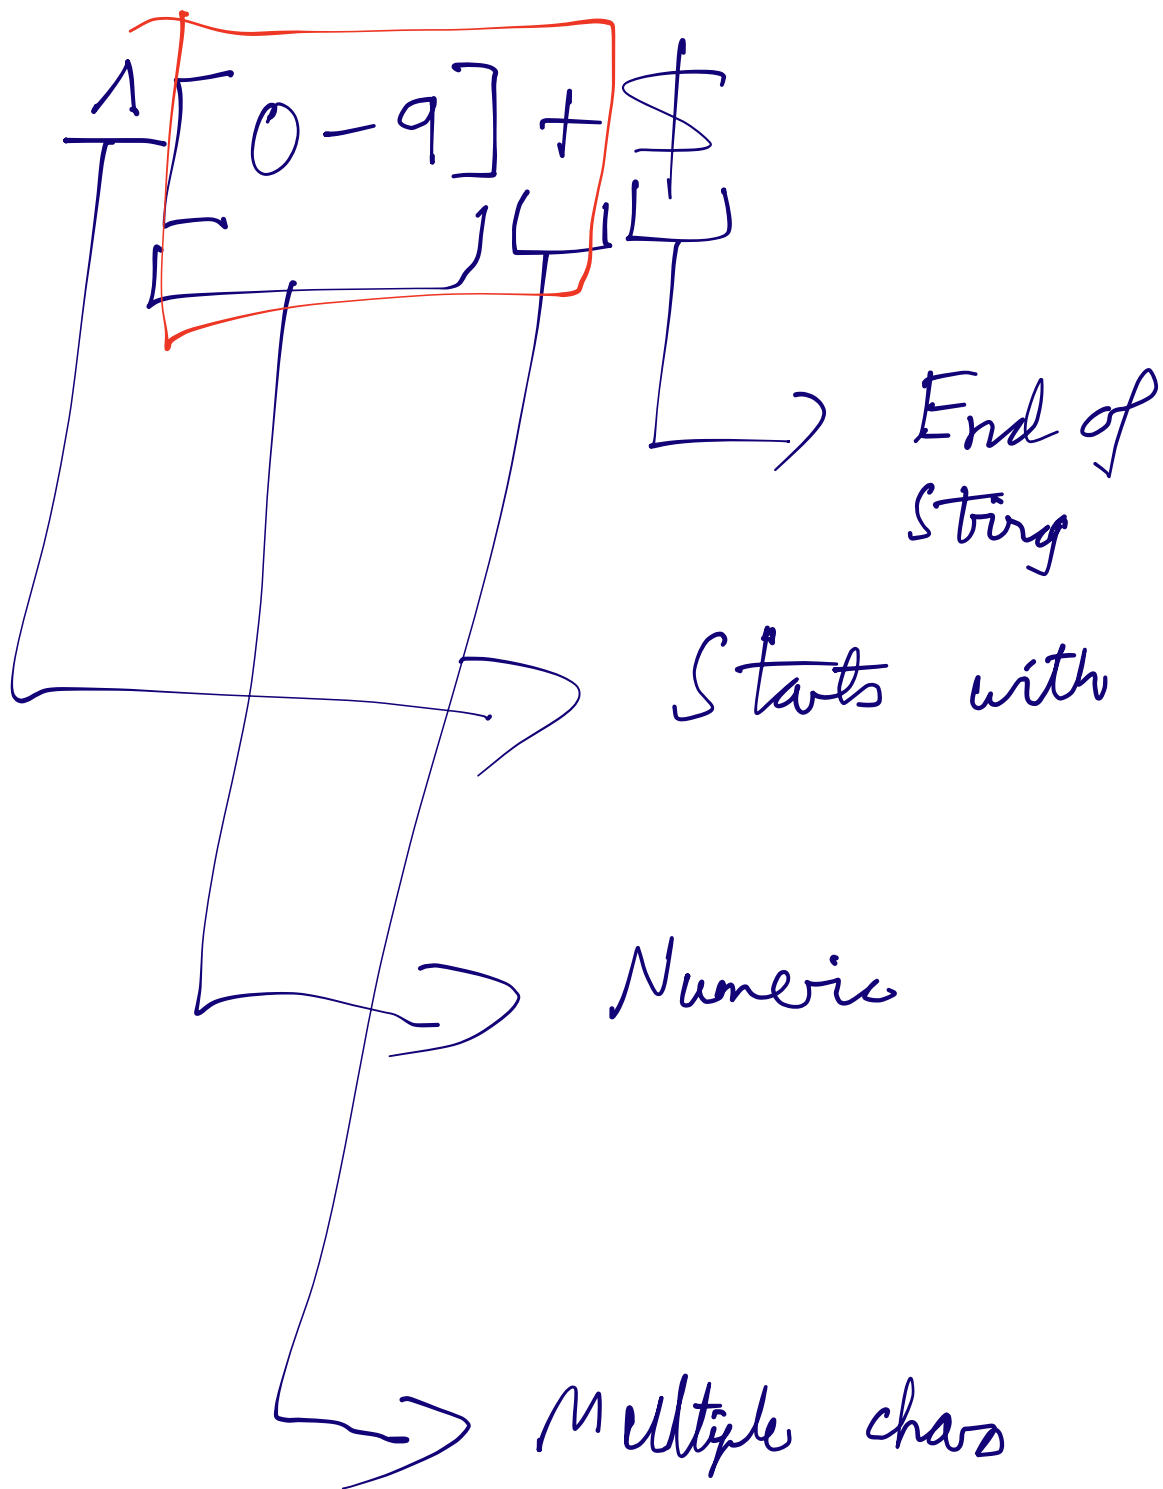 ^[0-9]+$
End of
String
Starts with
Numeric
Multiple chars